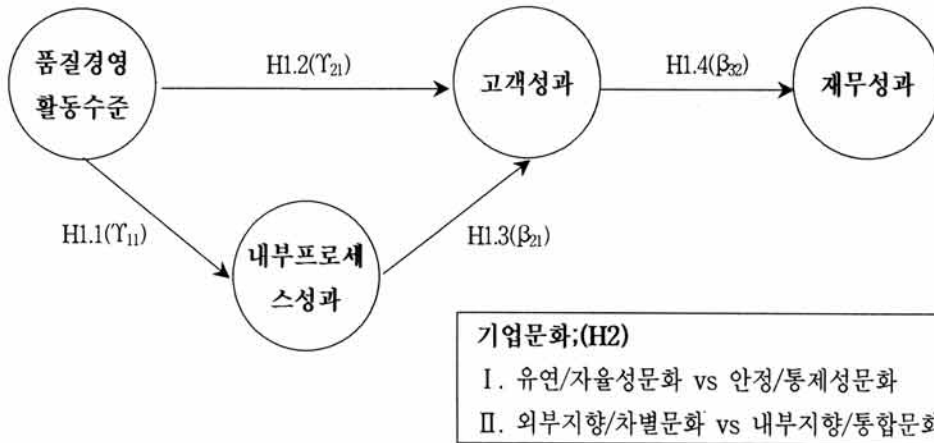 품질경영
활동수준
H1.2(ϒ₂₁)
고객성과
H1.4(β₃₂)
재무성과
H1.1(ϒ₁₁)
내부프로세
스성과
H1.3(β₂₁)
기업문화;(H2)
Ⅰ. 유연/자율성문화 vs 안정/통제성문화
Ⅱ. 외부지향/차별문화 vs 내부지향/통합문화